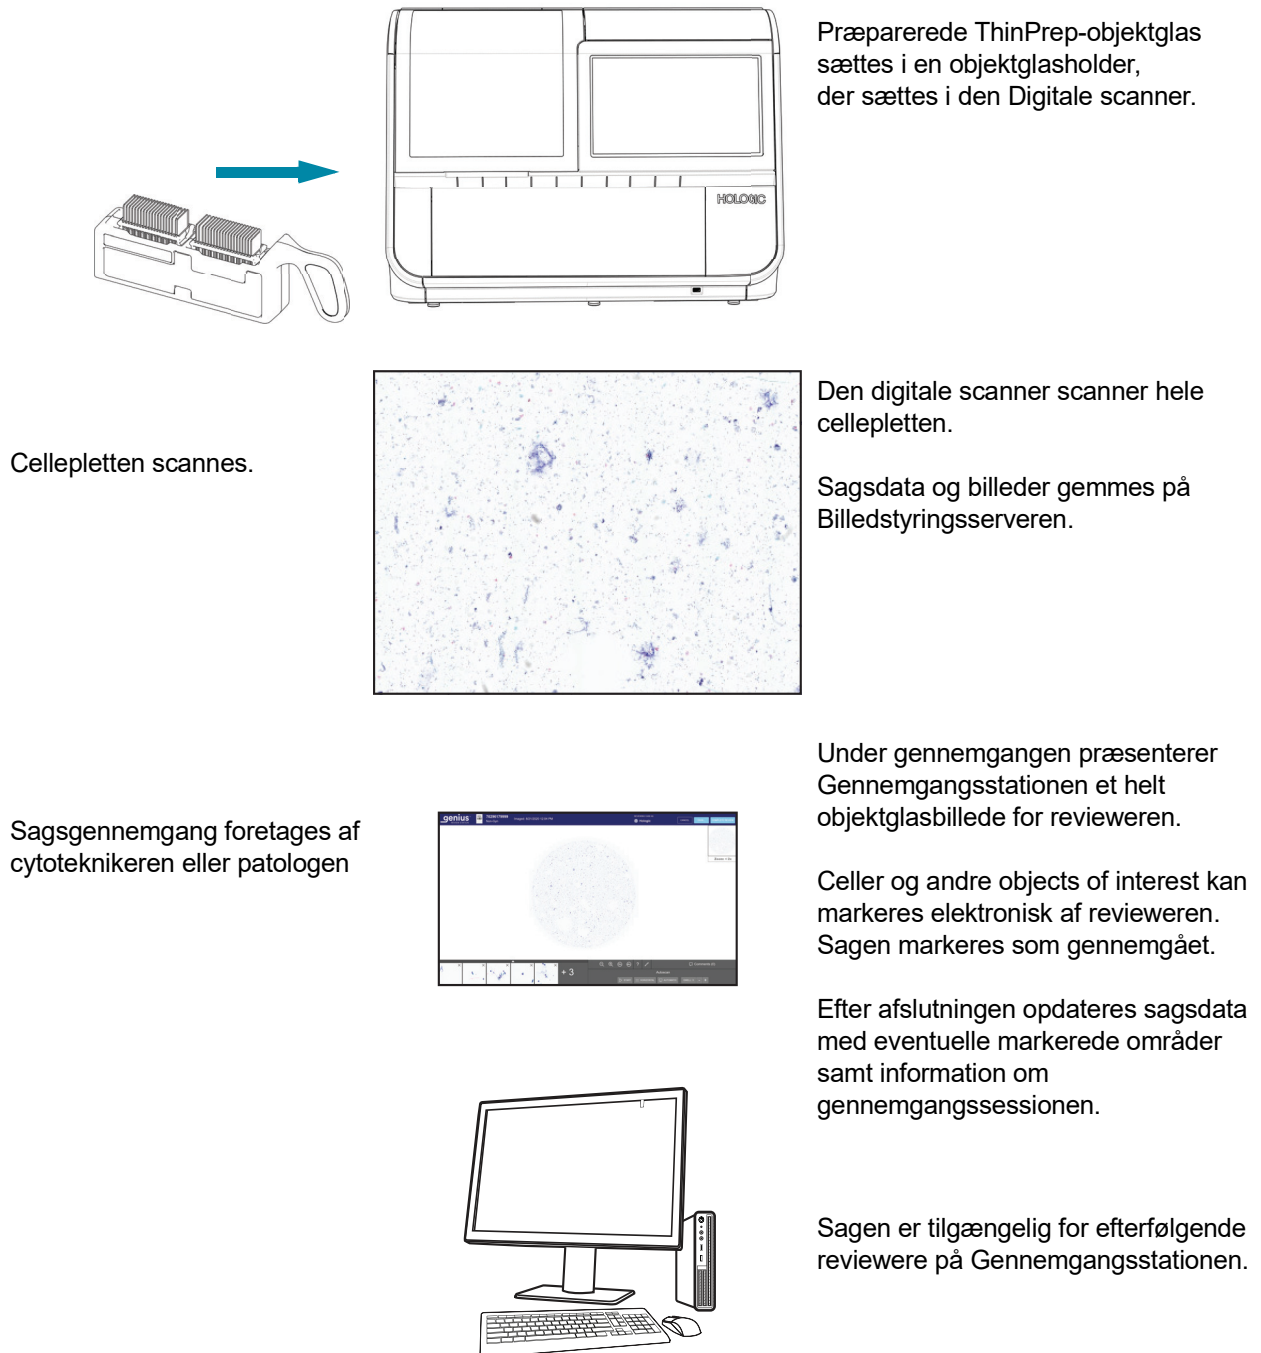 Præparerede ThinPrep-objektglas
sættes i en objektglasholder,
der sættes i den Digitale scanner.
HOLOGIC
Cellepletten scannes.
Den digitale scanner scanner hele
cellepletten.
Sagsdata og billeder gemmes på
Billedstyringsserveren.
Sagsgennemgang foretages af
cytoteknikeren eller patologen
genius
+ 3
Under gennemgangen præsenterer
Gennemgangsstationen et helt
objektglasbillede for revieweren.
Celler og andre objects of interest kan
markeres elektronisk af revieweren.
Sagen markeres som gennemgået.
Efter afslutningen opdateres sagsdata
med eventuelle markerede områder
samt information om
gennemgangssessionen.
Sagen er tilgængelig for efterfølgende
reviewere på Gennemgangsstationen.